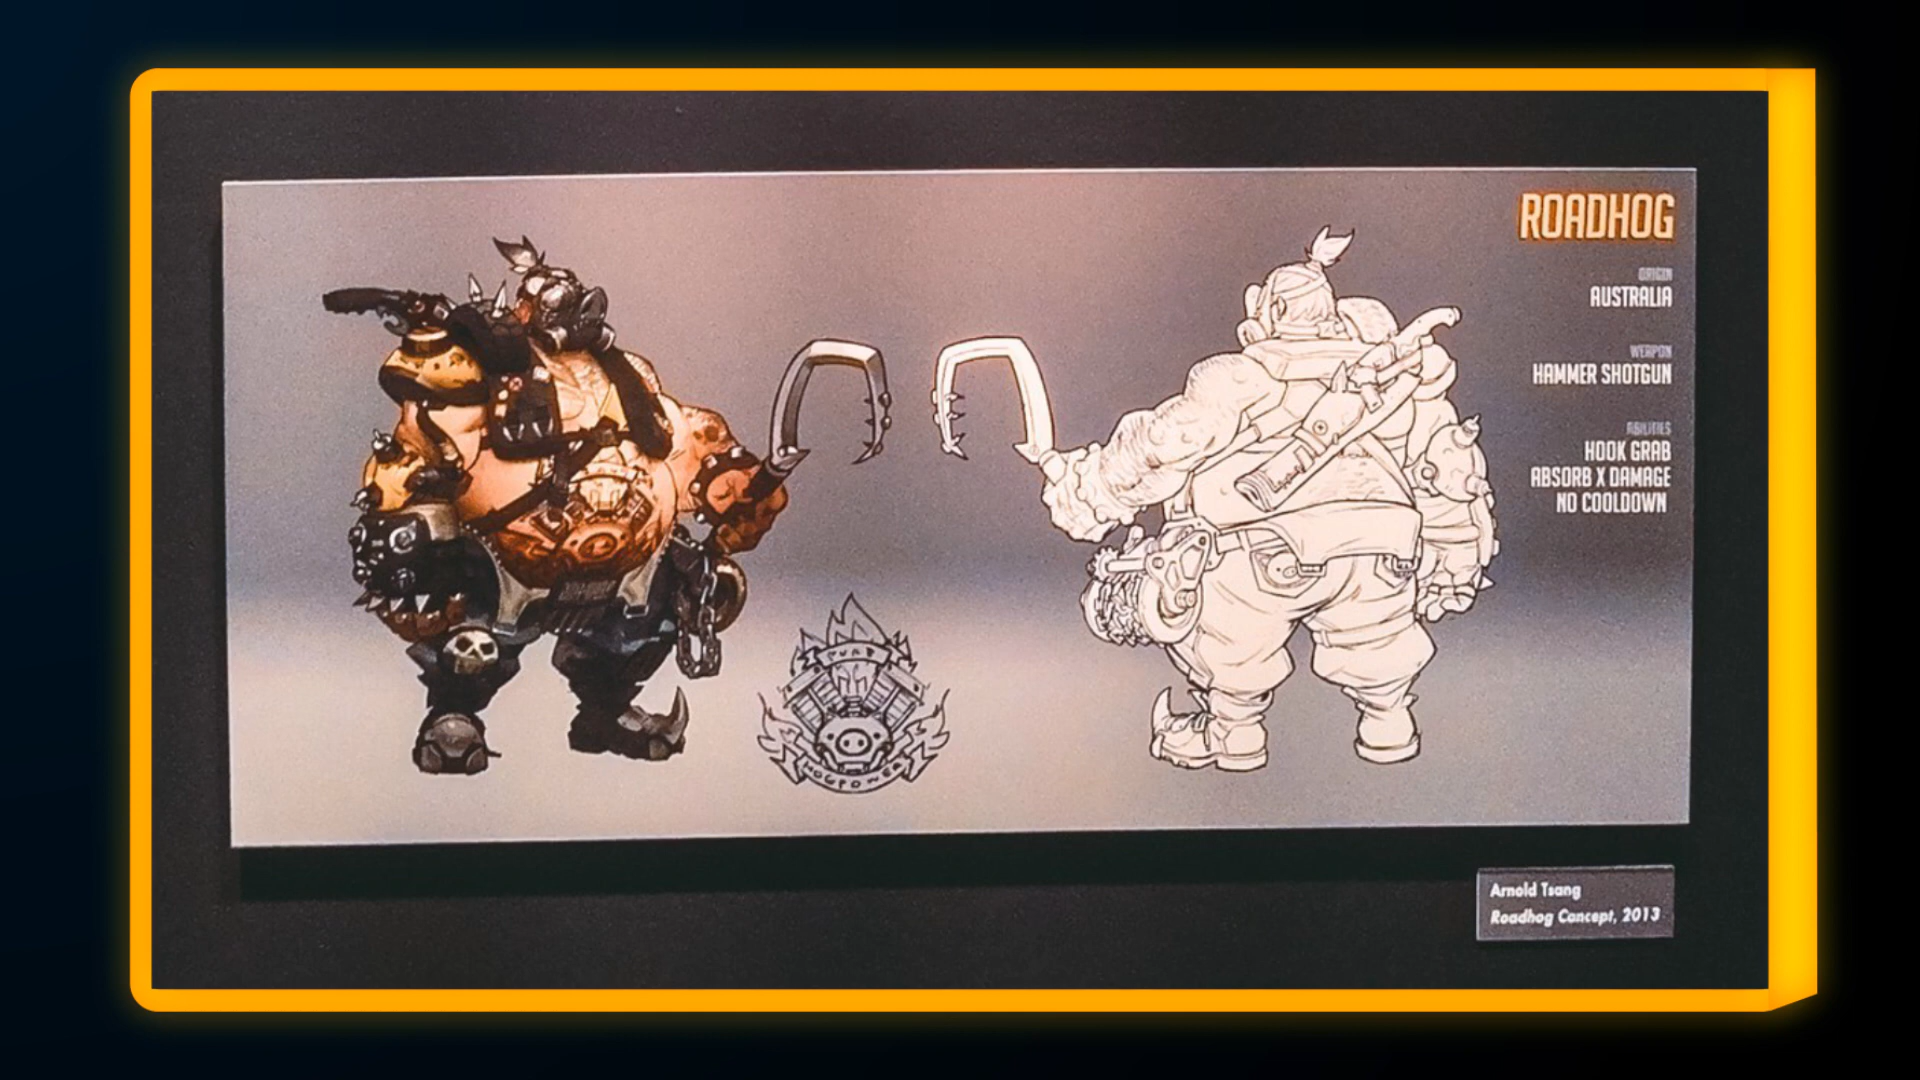 ROADHOG
ORIGIN
AUSTRALIA
WEAPON
HAMMER SHOTGUN
ABILITIES
HOOK GRAB
ABSORB X DAMAGE
NO COOLDOWN
PURE
HOGPOWER
Arnold Tsang
Roadhog Concept, 2013